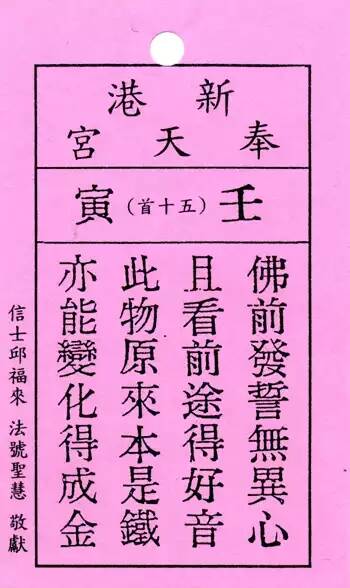 新港
奉天宮
壬（五十首）寅
佛前發誓無異心
且看前途得好音
此物原來本是鐵
亦能變化得成金
信士邱福來 法號聖慧 敬獻